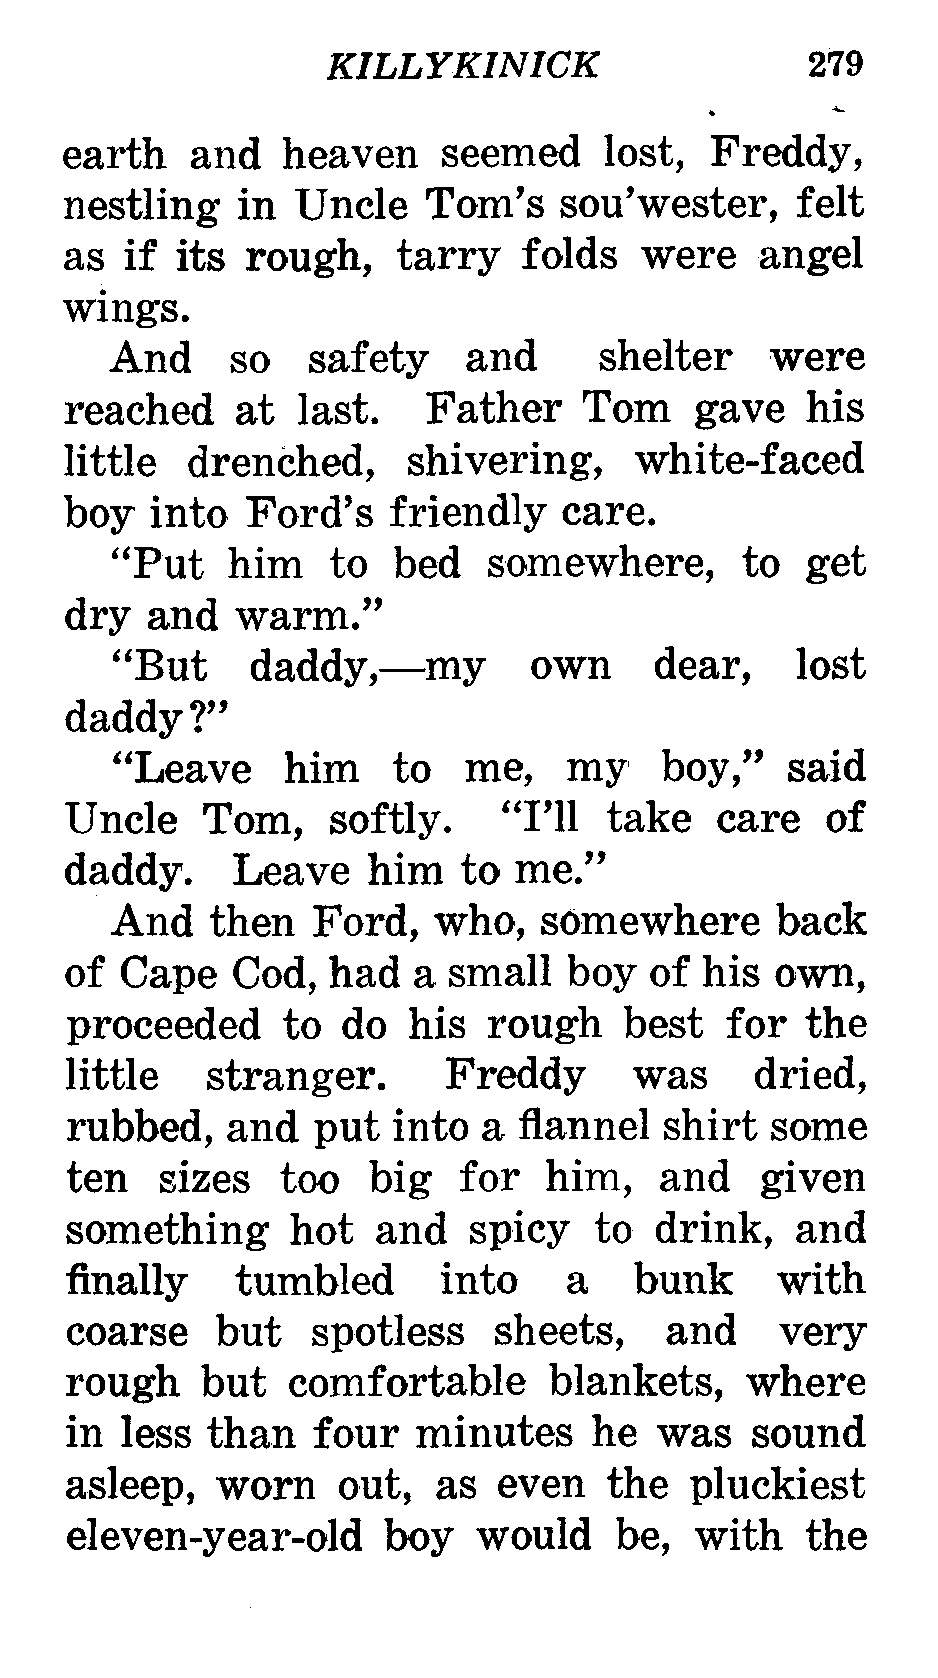 KILLYKINICK 279
earth and heaven seemed lost, Freddy,
nestling in Uncle Tom's sou'wester, felt
as if its rough, tarry folds were angel
wings.
And so safety and shelter were
reached at last. Father Tom gave his
little drenched, shivering, white-faced
boy into Ford's friendly care.
"Put him to bed somewhere, to get
dry and warm."
"But daddy,—my own dear, lost
daddy?"
"Leave him to me, my boy," said
Uncle Tom, softly. "I'll take care of
daddy. Leave him to me."
And then Ford, who, somewhere back
of Cape Cod, had a small boy of his own,
proceeded to do his rough best for the
little stranger. Freddy was dried,
rubbed, and put into a flannel shirt some
ten sizes too big for him, and given
something hot and spicy to drink, and
finally tumbled into a bunk with
coarse but spotless sheets, and very
rough but comfortable blankets, where
in less than four minutes he was sound
asleep, worn out, as even the pluckiest
eleven-year-old boy would be, with the